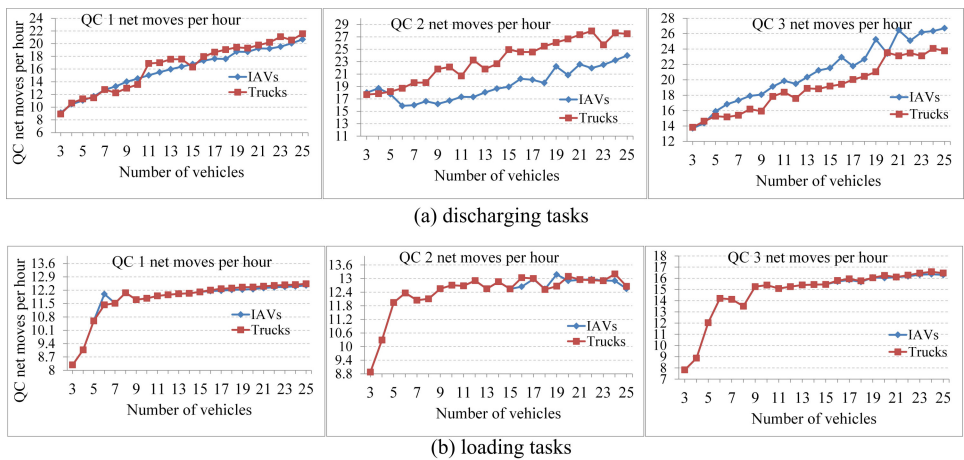 QC 1 net moves per hour
QC net moves per hour
24
22
20
18
16
14
12
10
8
6
IAVs
Trucks
3 5 7 9 11 13 15 17 19 21 23 25
Number of vehicles
QC 2 net moves per hour
29
27
25
23
21
19
17
15
13
11
IAVs
Trucks
3 5 7 9 11 13 15 17 19 21 23 25
Number of vehicles
QC 3 net moves per hour
28
26
24
22
20
18
16
14
12
IAVs
Trucks
3 5 7 9 11 13 15 17 19 21 23 25
Number of vehicles
(a) discharging tasks
QC 1 net moves per hour
QC net moves per hour
13.6
12.9
12.2
11.5
10.8
10.1
9.4
8.7
8
IAVs
Trucks
3 5 7 9 11 13 15 17 19 21 23 25
Number of vehicles
QC 2 net moves per hour
13.6
13
12.4
11.8
11.2
10.6
10
9.4
8.8
IAVs
Trucks
3 5 7 9 11 13 15 17 19 21 23 25
Number of vehicles
QC 3 net moves per hour
18
17
16
15
14
13
12
11
10
9
8
7
IAVs
Trucks
3 5 7 9 11 13 15 17 19 21 23 25
Number of vehicles
(b) loading tasks